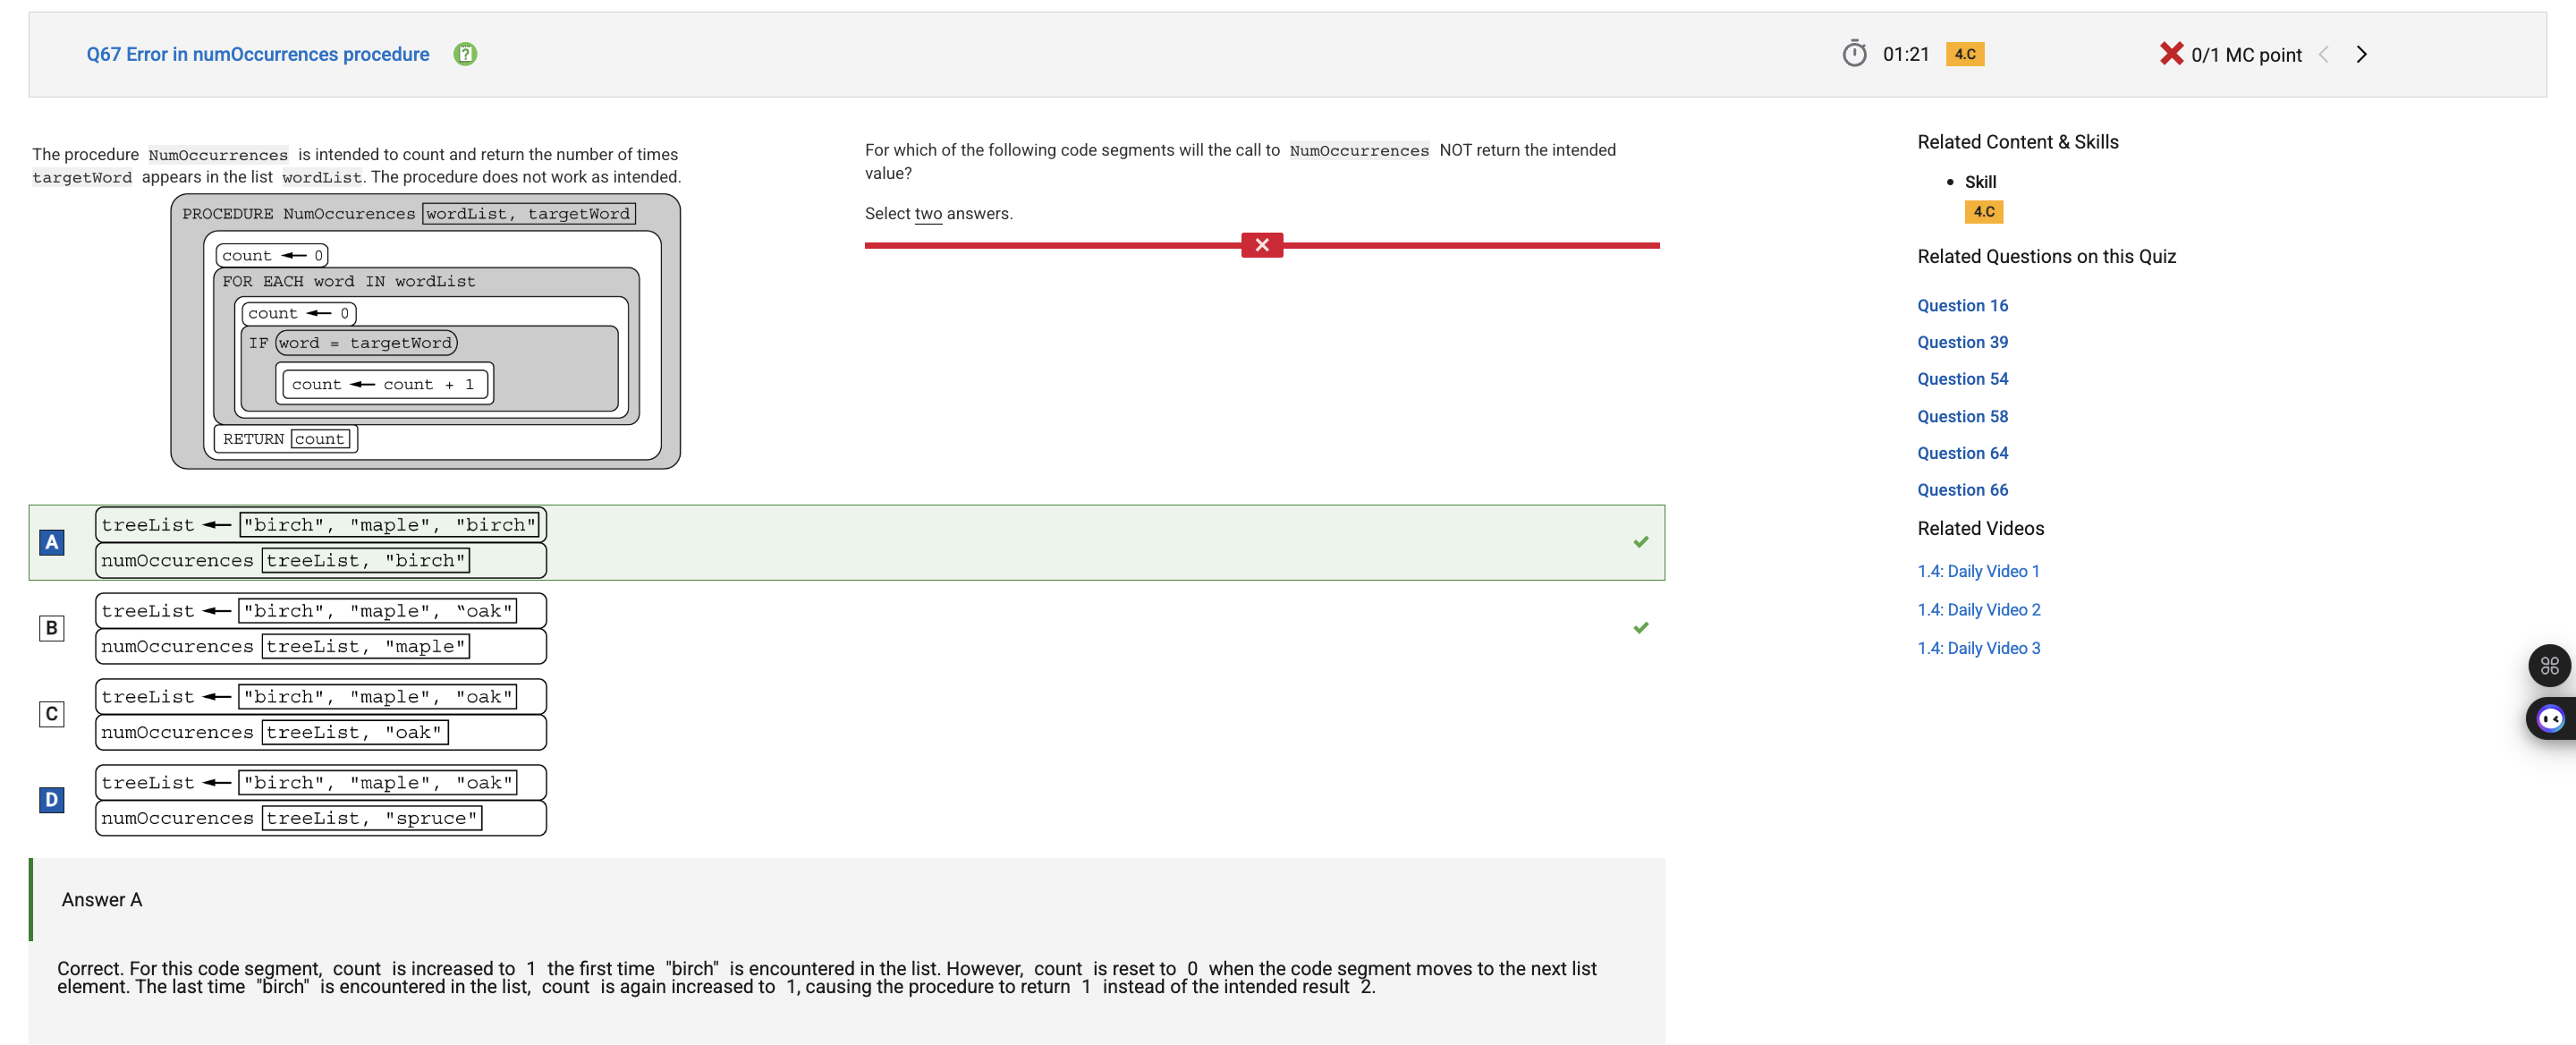 Q67 Error in numOccurrences procedure
01:21 4.C
0/1 MC point
The procedure NumOccurrences is intended to count and return the number of times
targetWord appears in the list wordList. The procedure does not work as intended.
PROCEDURE NumOccurences wordList, targetWord
count ← 0
FOR EACH word IN wordList
count ← 0
IF word = targetWord
count ← count + 1
RETURN count
For which of the following code segments will the call to NumOccurrences NOT return the intended
value?
Select two answers.
A
treeList ← "birch", "maple", "birch"
numOccurences treeList, "birch"
B
treeList ← "birch", "maple", “oak"
numOccurences treeList, "maple"
C
treeList ← "birch", "maple", "oak"
numOccurences treeList, "oak"
D
treeList ← "birch", "maple", "oak"
numOccurences treeList, "spruce"
Answer A
Correct. For this code segment, count is increased to 1 the first time "birch" is encountered in the list. However, count is reset to 0 when the code segment moves to the next list
element. The last time "birch" is encountered in the list, count is again increased to 1, causing the procedure to return 1 instead of the intended result 2.
Related Content & Skills
• Skill
4.C
Related Questions on this Quiz
Question 16
Question 39
Question 54
Question 58
Question 64
Question 66
Related Videos
1.4: Daily Video 1
1.4: Daily Video 2
1.4: Daily Video 3